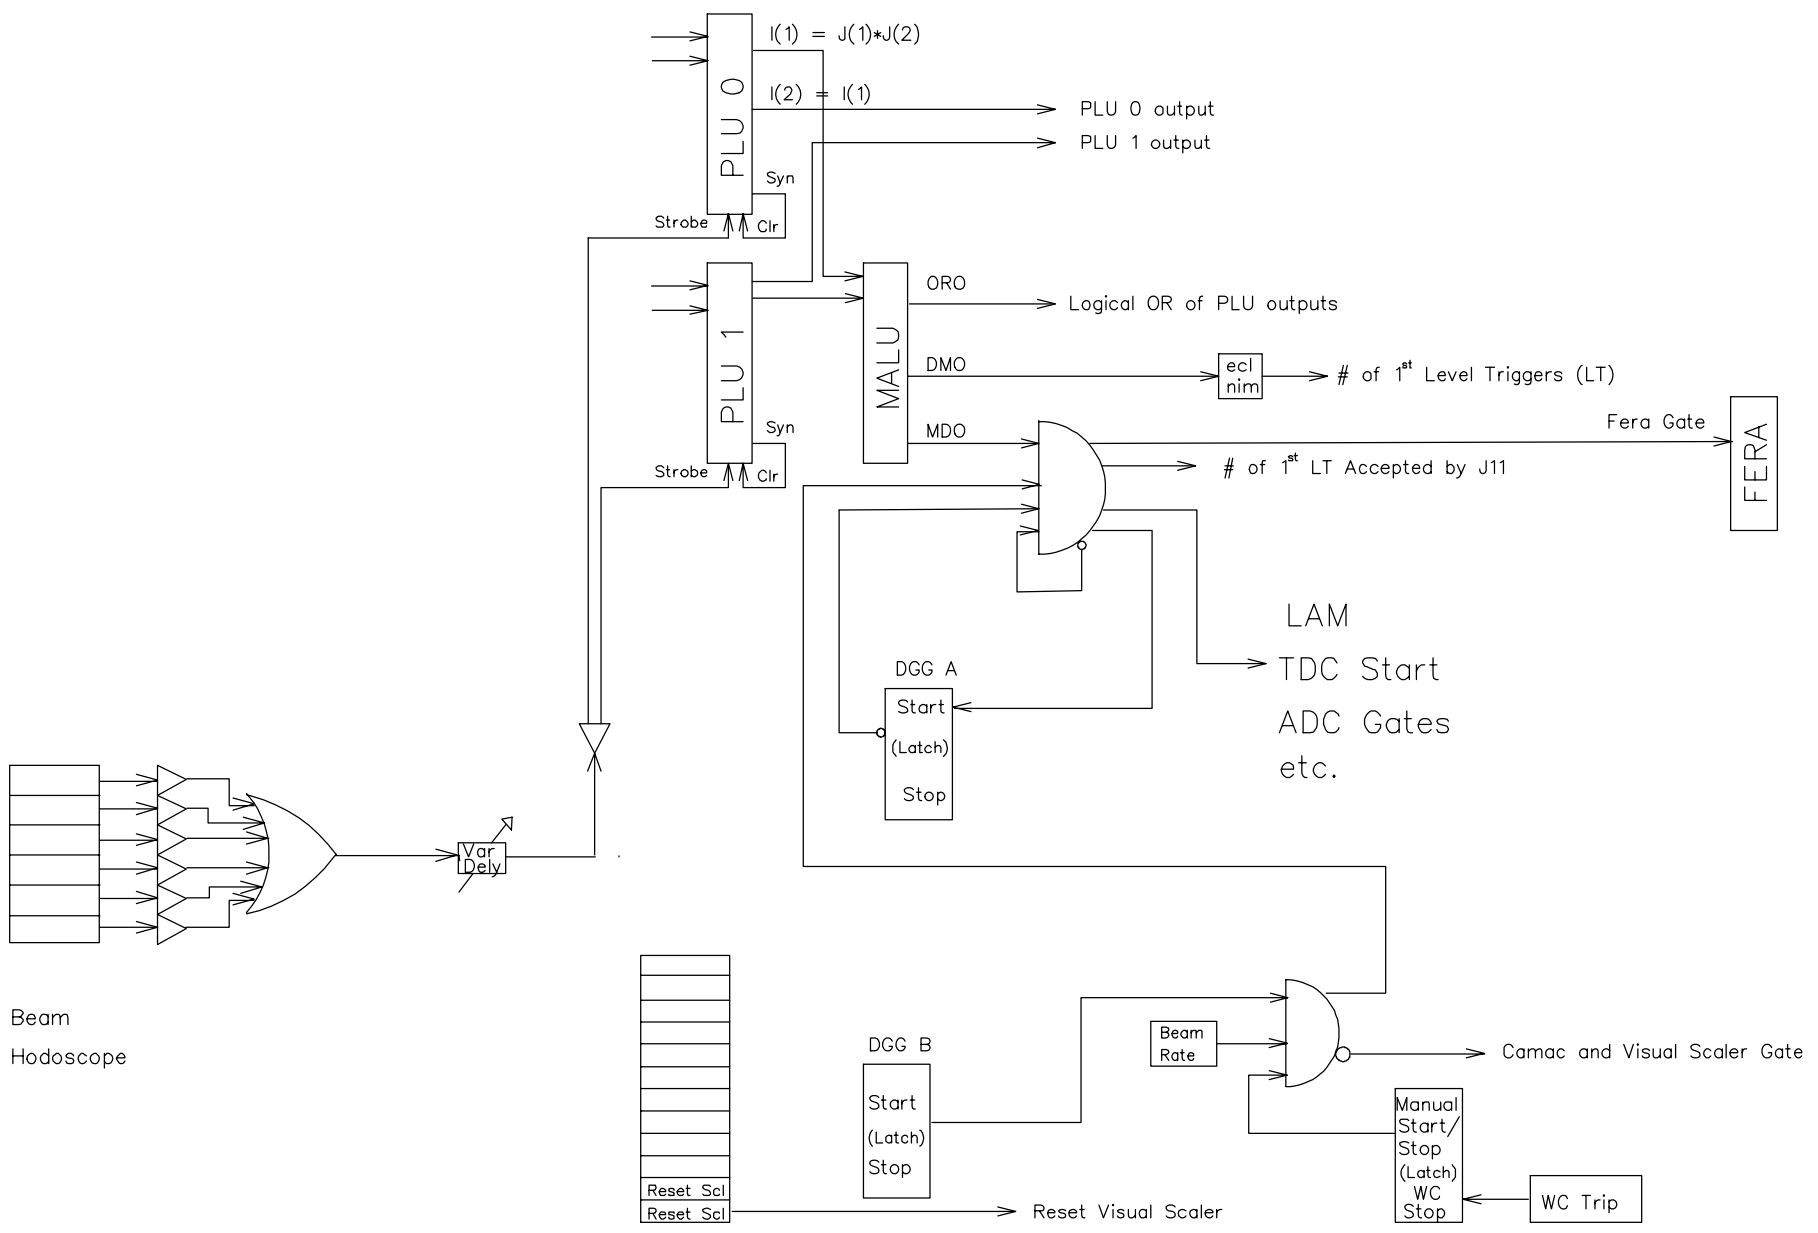 I(1) = J(1)*J(2)
PLU 0
I(2) = I(1)
PLU 0 output
PLU 1 output
Syn
Strobe
Clr
PLU 1
MALU
ORO
Logical OR of PLU outputs
DMO
ecl
nim
# of 1st Level Triggers (LT)
MDO
Fera Gate
FERA
Syn
Strobe
Clr
# of 1st LT Accepted by J11
LAM
TDC Start
ADC Gates
etc.
DGG A
Start
(Latch)
Stop
Var
Dely
Beam
Hodoscope
DGG B
Start
(Latch)
Stop
Beam
Rate
Camac and Visual Scaler Gate
Manual
Start/
Stop
(Latch)
WC
Stop
WC Trip
Reset Scl
Reset Scl
Reset Visual Scaler